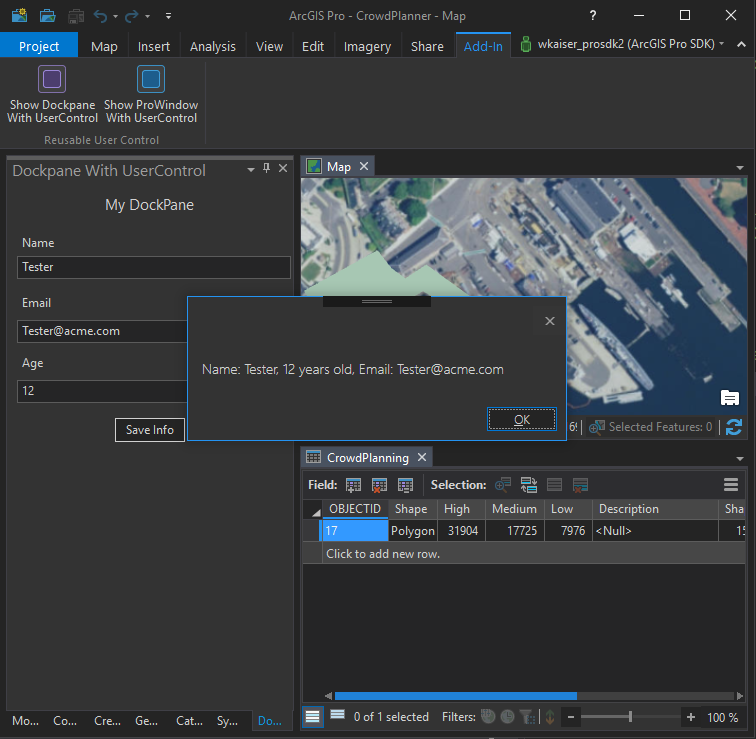 ArcGIS Pro - CrowdPlanner - Map
?
Project Map Insert Analysis View Edit Imagery Share Add-In wkaiser_prosdk2 (ArcGIS Pro SDK)
Show Dockpane With UserControl
Show ProWindow With UserControl
Reusable User Control
Dockpane With UserControl
My DockPane
Name
Tester
Email
Tester@acme.com
Age
12
Save Info
Map
Name: Tester, 12 years old, Email: Tester@acme.com
OK
Selected Features: 0
CrowdPlanning
Field: Selection:
OBJECTID Shape High Medium Low Description Sha
17 Polygon 31904 17725 7976 <Null> 15
Click to add new row.
0 of 1 selected Filters: 100 %
Mo... Co... Cre... Ge... Cat... Sy... Do...